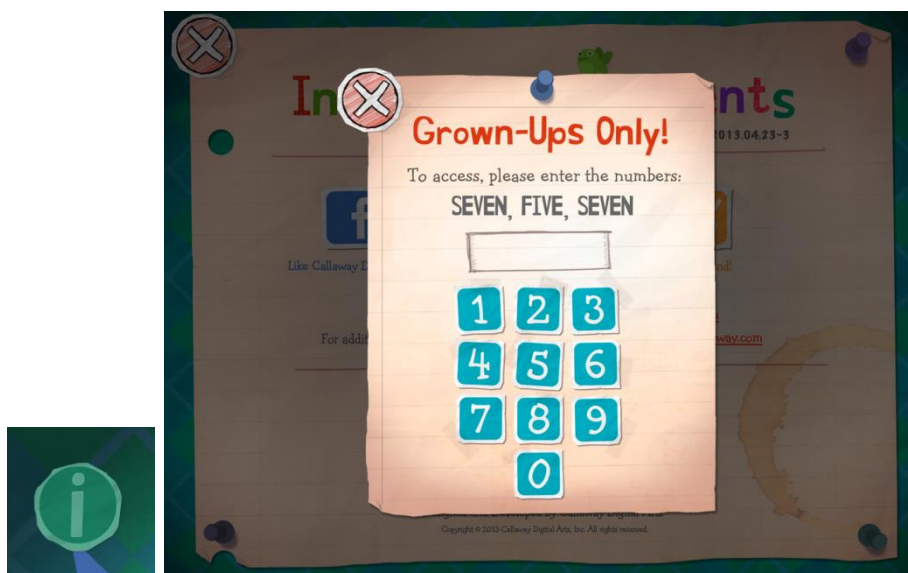 Grown-Ups Only!
2013.04.23-3
To access, please enter the numbers:
SEVEN, FIVE, SEVEN
Like Callaway
For
1 2 3
4 5 6
7 8 9
0
Copyright © 2013 Callaway Digital Arts, Inc. All rights reserved.
i